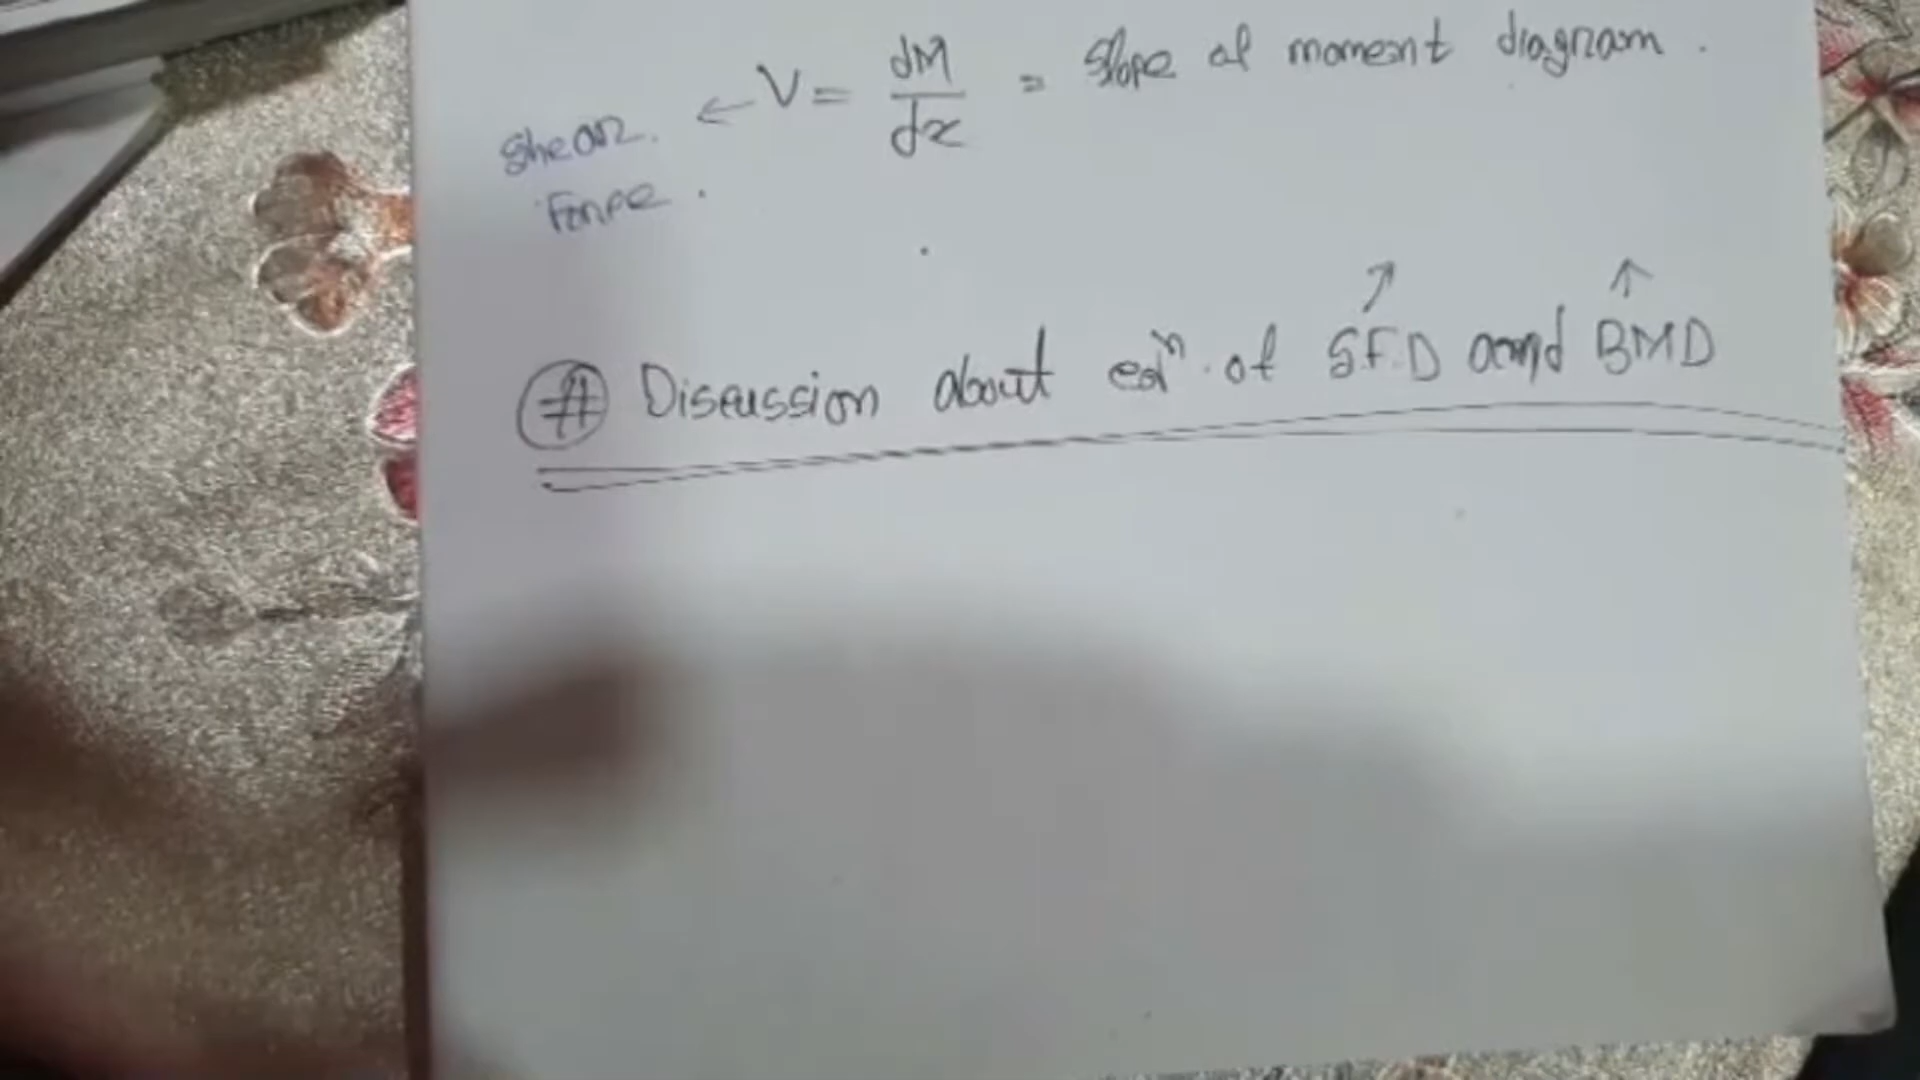 V = dM/dx = Slope of moment diagram.
Shear ←
Force.
# Discussion about eqn. of S.F.D and BMD